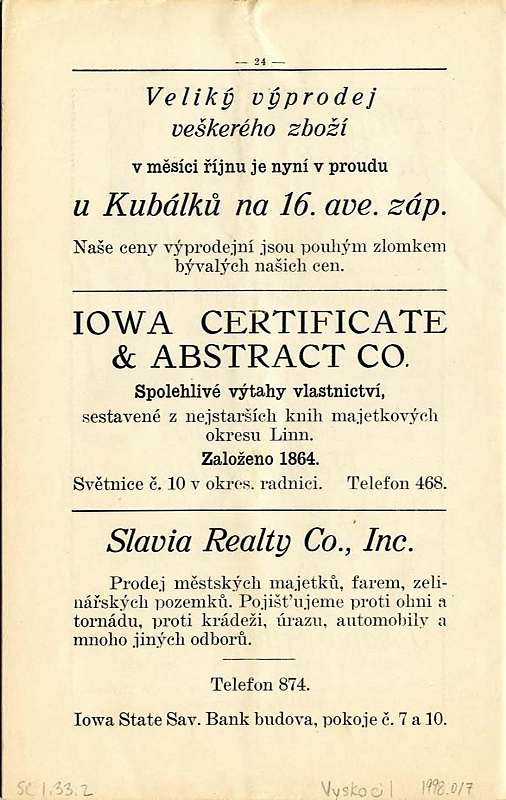 — 24 —
Veliký výprodej
veškerého zboží
v měsíci říjnu je nyní v proudu
u Kubálků na 16. ave. záp.
Naše ceny výprodejní jsou pouhým zlomkem
bývalých našich cen.
IOWA CERTIFICATE
& ABSTRACT CO.
Spolehlivé výtahy vlastnictví,
sestavené z nejstarších knih majetkových
okresu Linn.
Založeno 1864.
Světnice č. 10 v okres. radnici. Telefon 468.
Slavia Realty Co., Inc.
Prodej městských majetků, farem, zeli-
nářských pozemků. Pojišt'ujeme proti ohni a
tornádu, proti krádeži, úrazu, automobily a
mnoho jiných odborů.
Telefon 874.
Iowa State Sav. Bank budova, pokoje č. 7 a 10.
SC 1.33.2 Vyskocil 1998.017